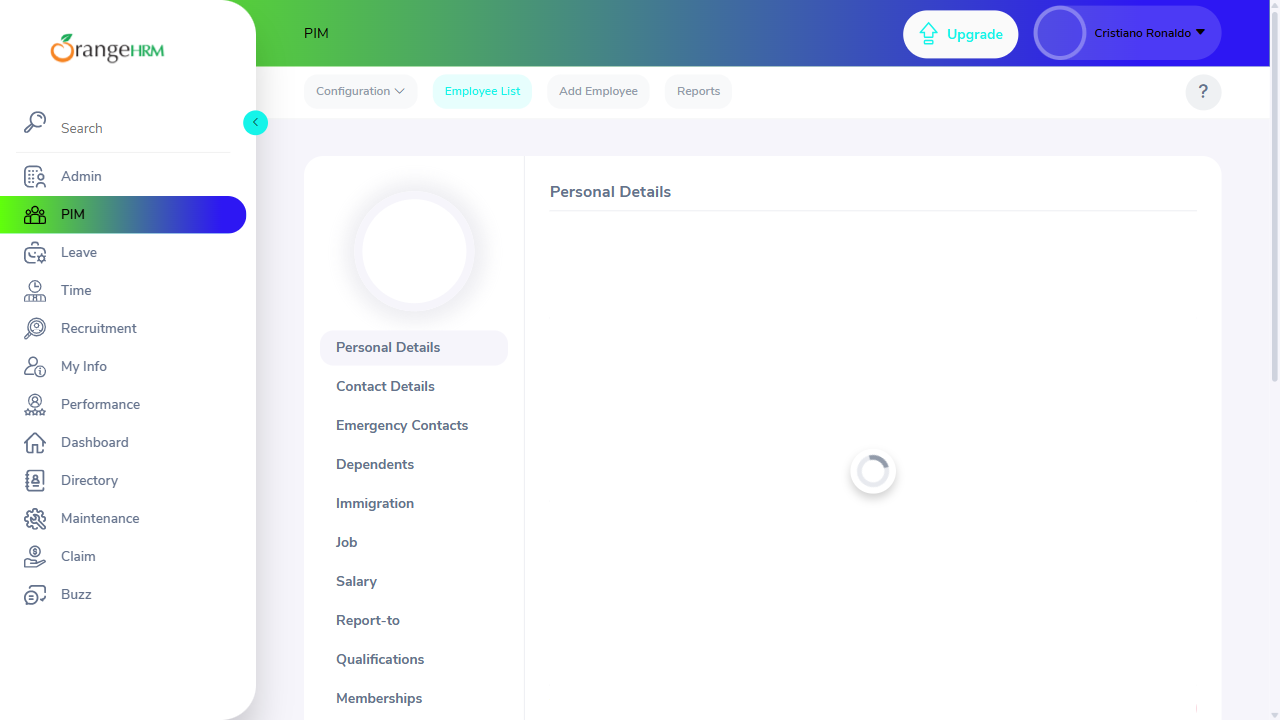 OrangeHRM
Search
Admin
PIM
Leave
Time
Recruitment
My Info
Performance
Dashboard
Directory
Maintenance
Claim
Buzz
PIM
Upgrade
Cristiano Ronaldo
Configuration
Employee List
Add Employee
Reports
?
Personal Details
Contact Details
Emergency Contacts
Dependents
Immigration
Job
Salary
Report-to
Qualifications
Memberships
Personal Details